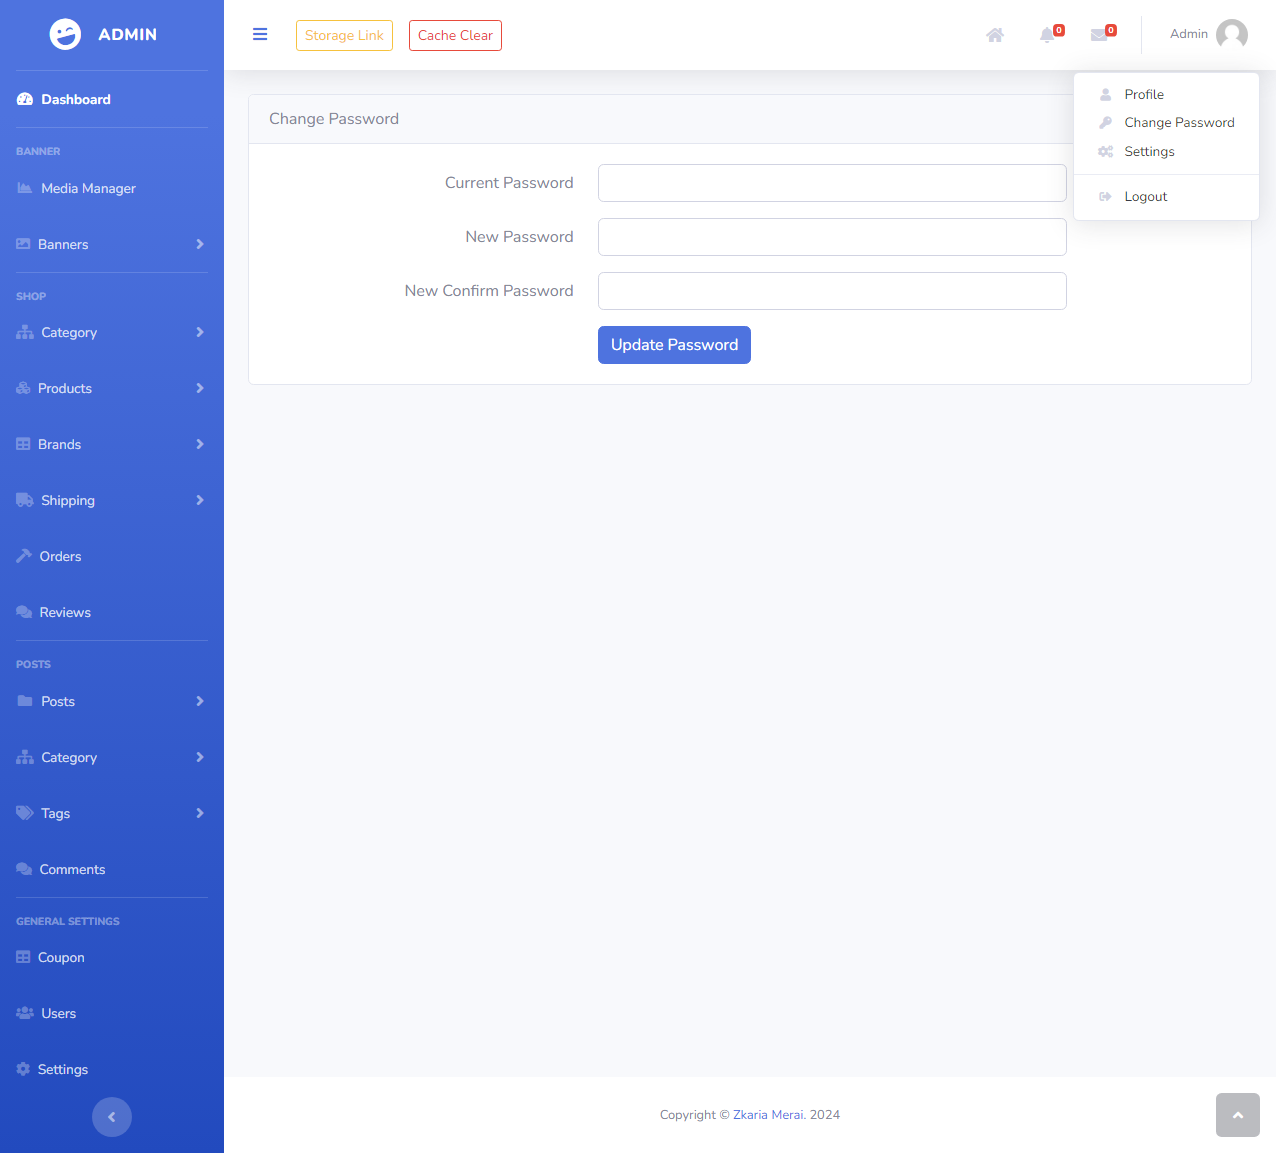 ADMIN
Dashboard
BANNER
Media Manager
Banners
SHOP
Category
Products
Brands
Shipping
Orders
Reviews
POSTS
Posts
Category
Tags
Comments
GENERAL SETTINGS
Coupon
Users
Settings
Storage Link
Cache Clear
0
0
Admin
Profile
Change Password
Settings
Logout
Change Password
Current Password
New Password
New Confirm Password
Update Password
Copyright © Zkaria Merai. 2024